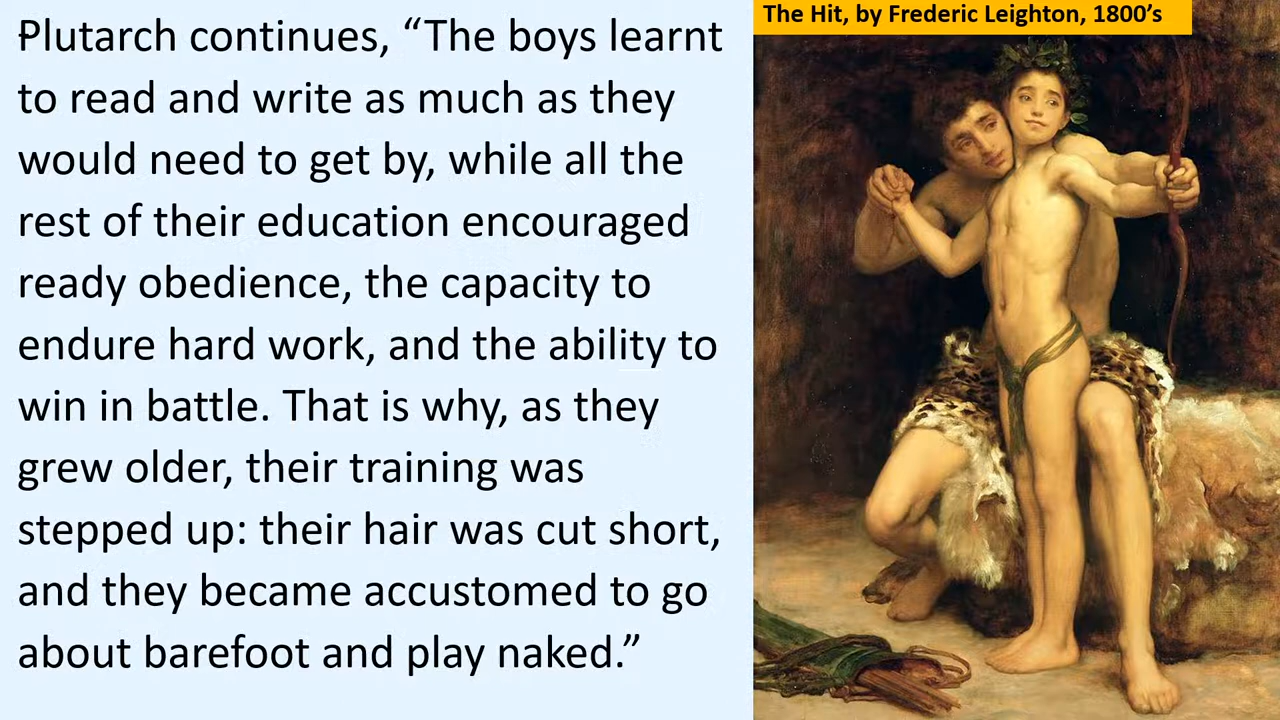 Plutarch continues, “The boys learnt
to read and write as much as they
would need to get by, while all the
rest of their education encouraged
ready obedience, the capacity to
endure hard work, and the ability to
win in battle. That is why, as they
grew older, their training was
stepped up: their hair was cut short,
and they became accustomed to go
about barefoot and play naked.”
The Hit, by Frederic Leighton, 1800’s